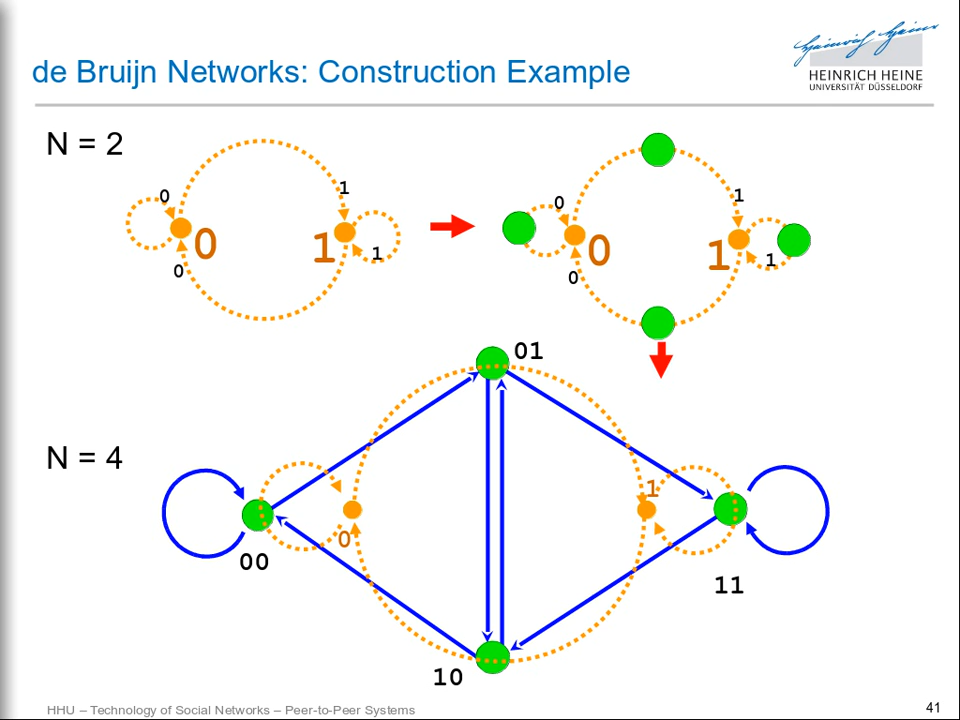 de Bruijn Networks: Construction Example
Heinrich Heine
HEINRICH HEINE
UNIVERSITÄT DÜSSELDORF
N = 2
0
1
0
1
1
0
0
1
0
1
1
0
01
N = 4
1
0
00
11
10
HHU – Technology of Social Networks – Peer-to-Peer Systems
41